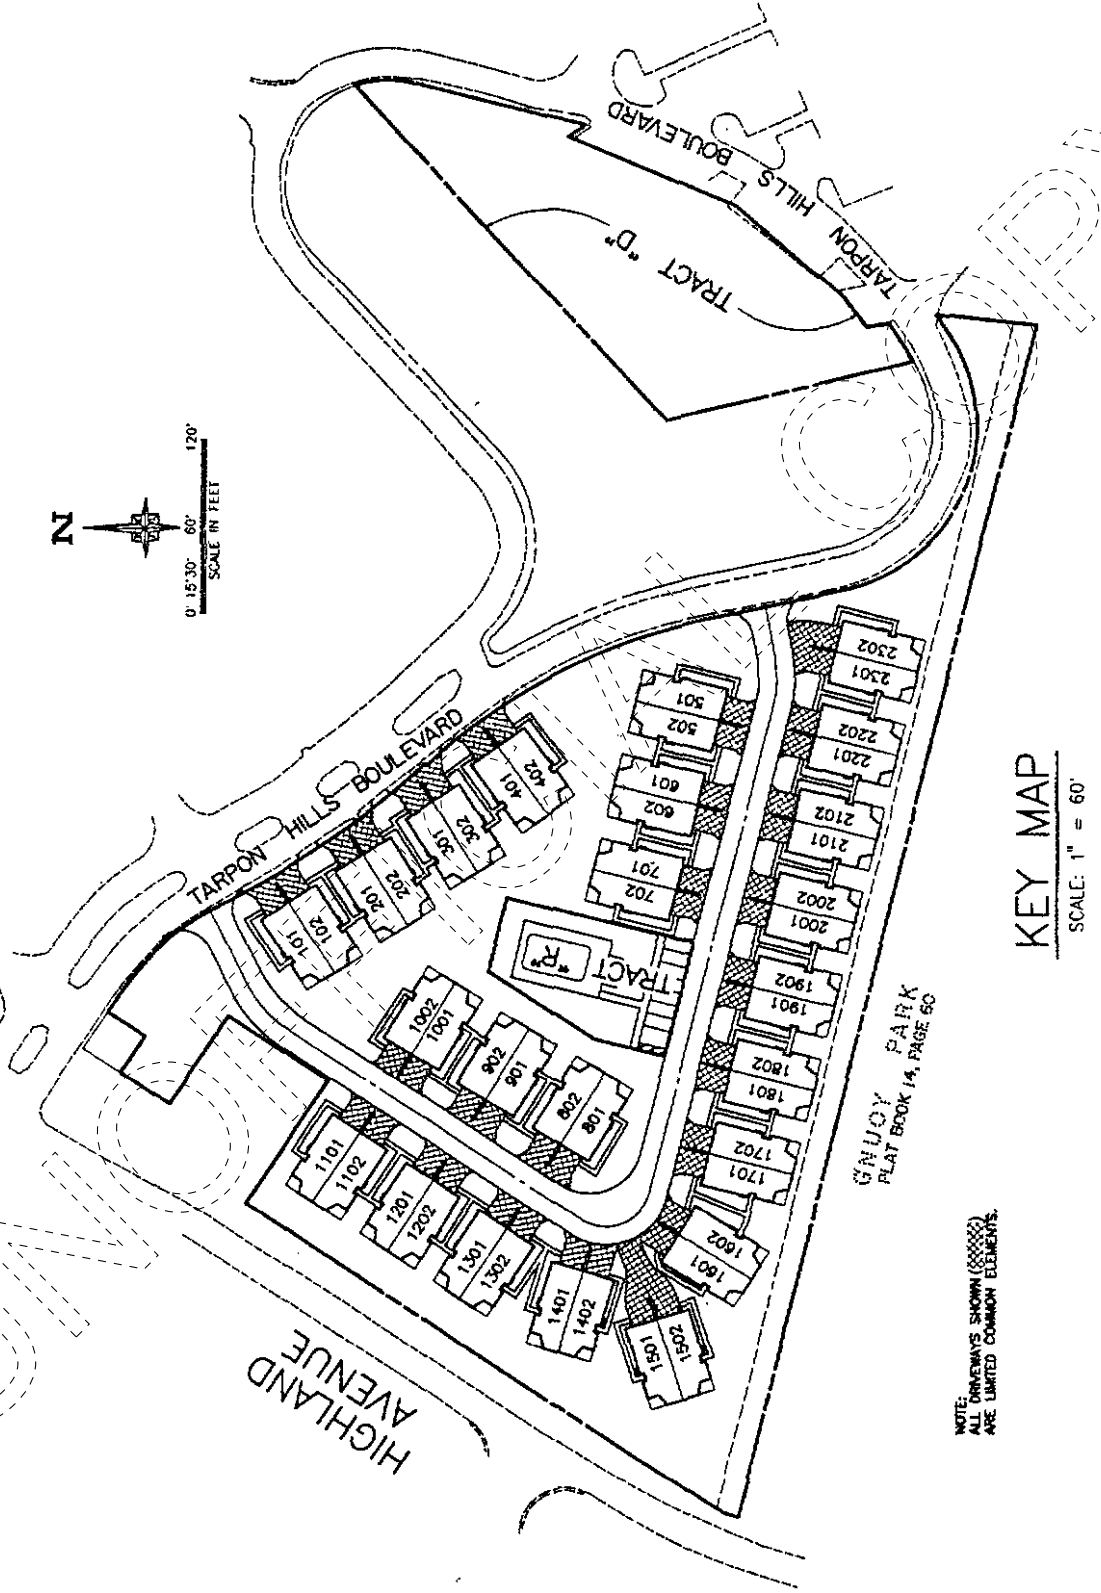 N
0' 15'30' 60' 120'
SCALE IN FEET
TARPON HILLS BOULEVARD
TARPON HILLS BOULEVARD
TRACT "D"
HIGHLAND
AVENUE
101
102
201
202
301
302
401
402
501
502
601
602
701
702
801
802
901
902
1001
1002
1101
1102
1201
1202
1301
1302
1401
1402
1501
1502
1601
1602
1701
1702
1801
1802
1901
1902
2001
2002
2101
2102
2201
2202
2301
2302
TRACT "R"
GNUOY PARK
PLAT BOOK 14, PAGE 60
KEY MAP
SCALE: 1" = 60'
NOTE:
ALL DRIVEWAYS SHOWN ( )
ARE LIMITED COMMON ELEMENTS.